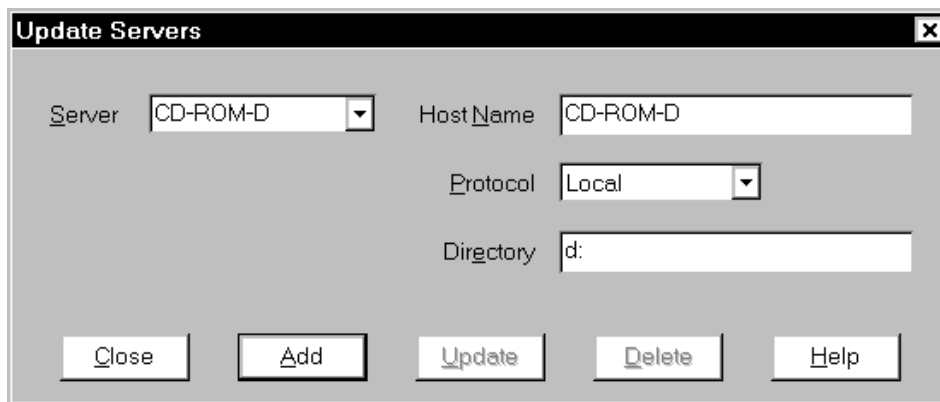 Update Servers
Server CD-ROM-D Host Name CD-ROM-D
Protocol Local
Directory d:
Close Add Update Delete Help